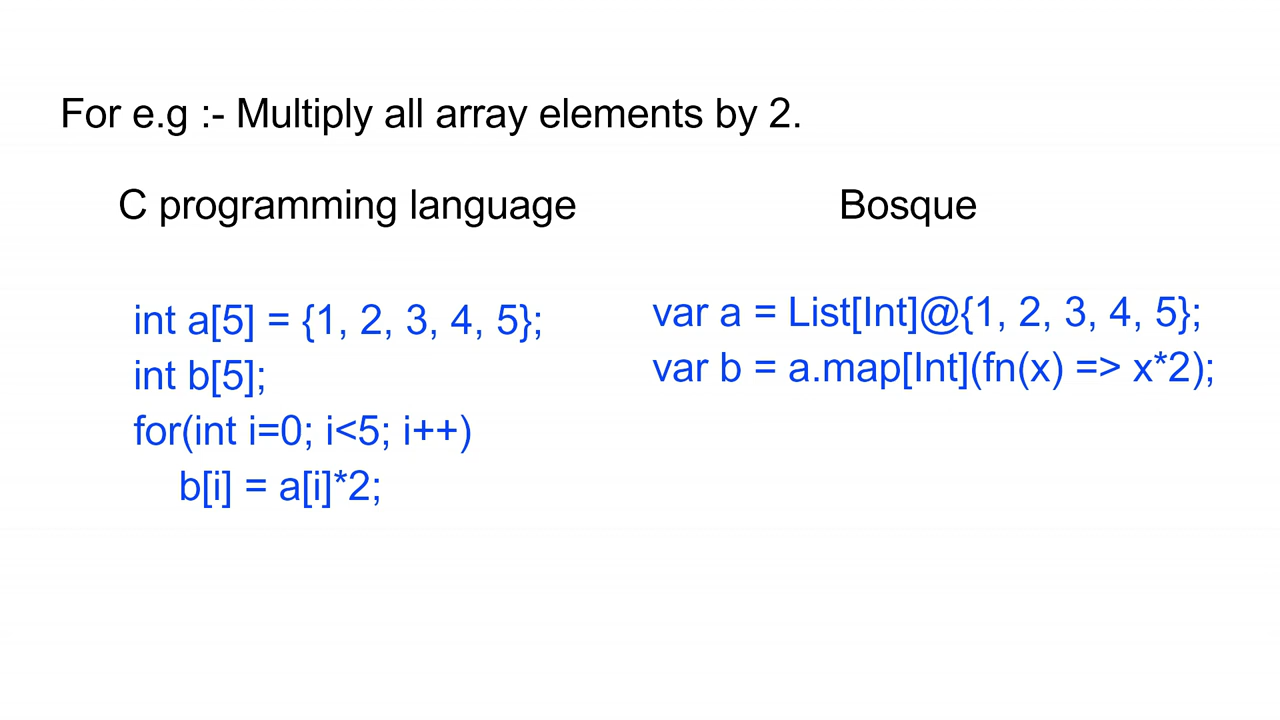 For e.g :- Multiply all array elements by 2.
C programming language
int a[5] = {1, 2, 3, 4, 5};
int b[5];
for(int i=0; i<5; i++)
b[i] = a[i]*2;
Bosque
var a = List[Int]@{1, 2, 3, 4, 5};
var b = a.map[Int](fn(x) => x*2);